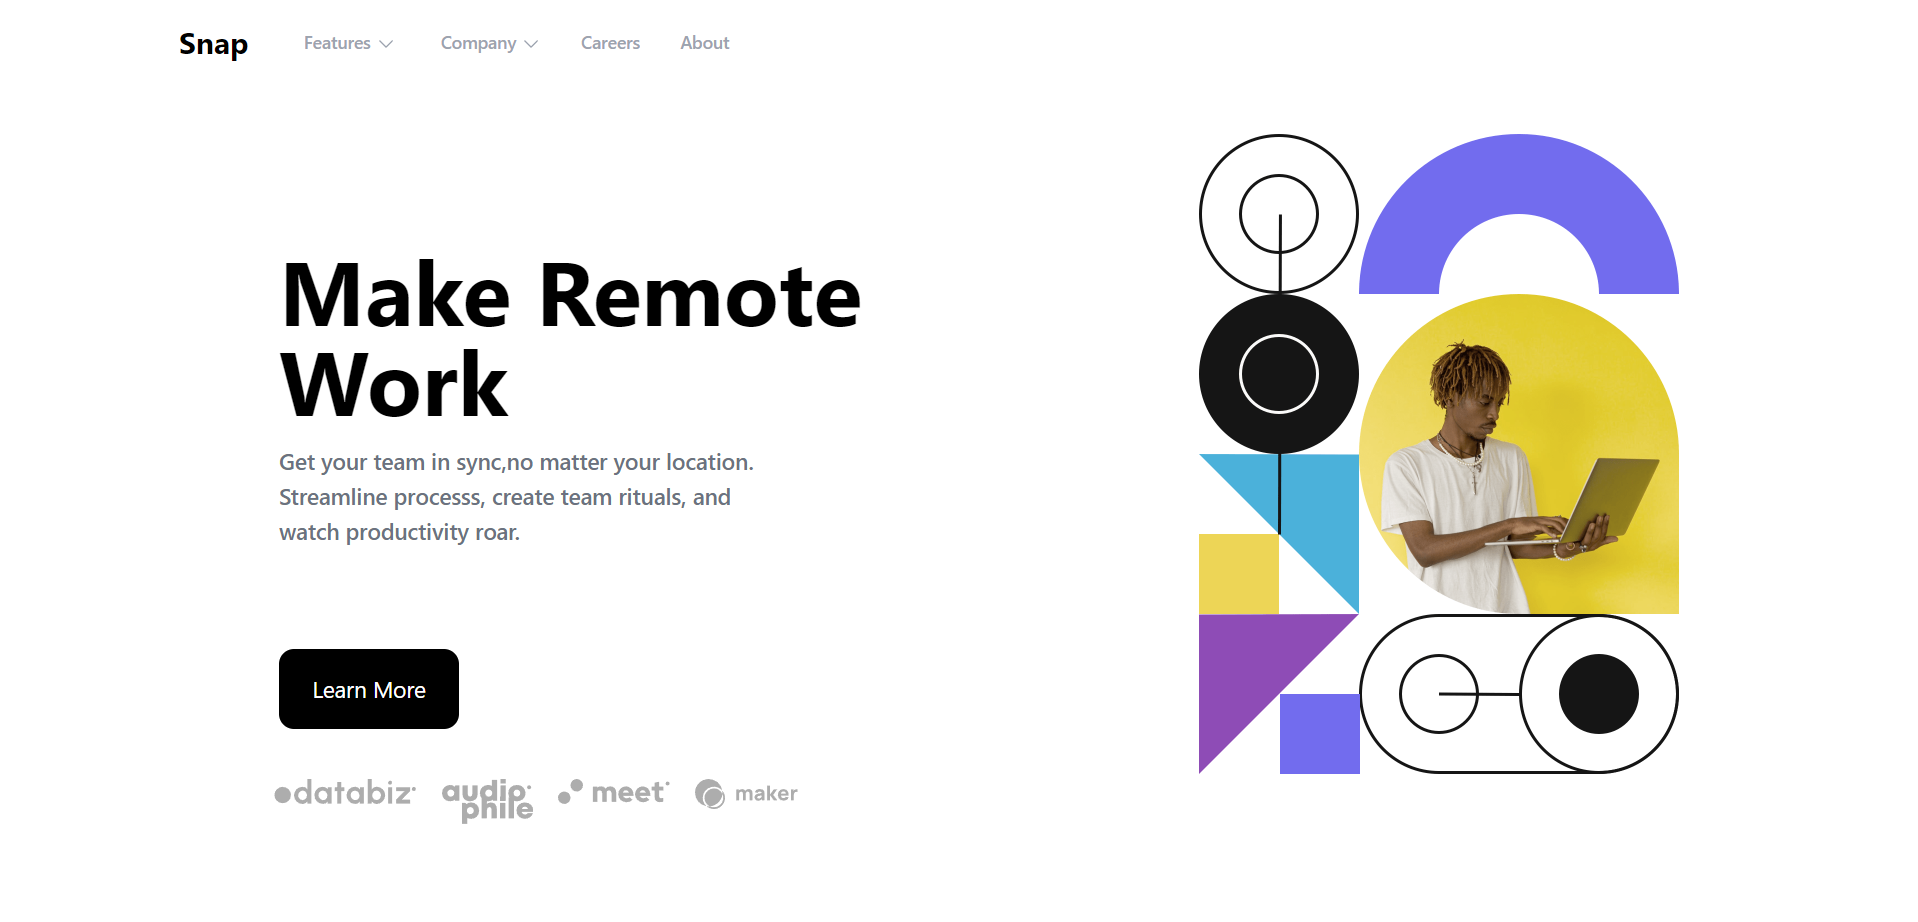 Snap Features Company Careers About
Make Remote
Work
Get your team in sync,no matter your location.
Streamline processs, create team rituals, and
watch productivity roar.
Learn More
databiz audiophile meet maker